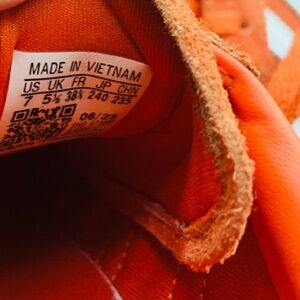 MADE IN VIETNAM
US UK FR JP CHN
7 5½ 38⅔ 240 235
06/22